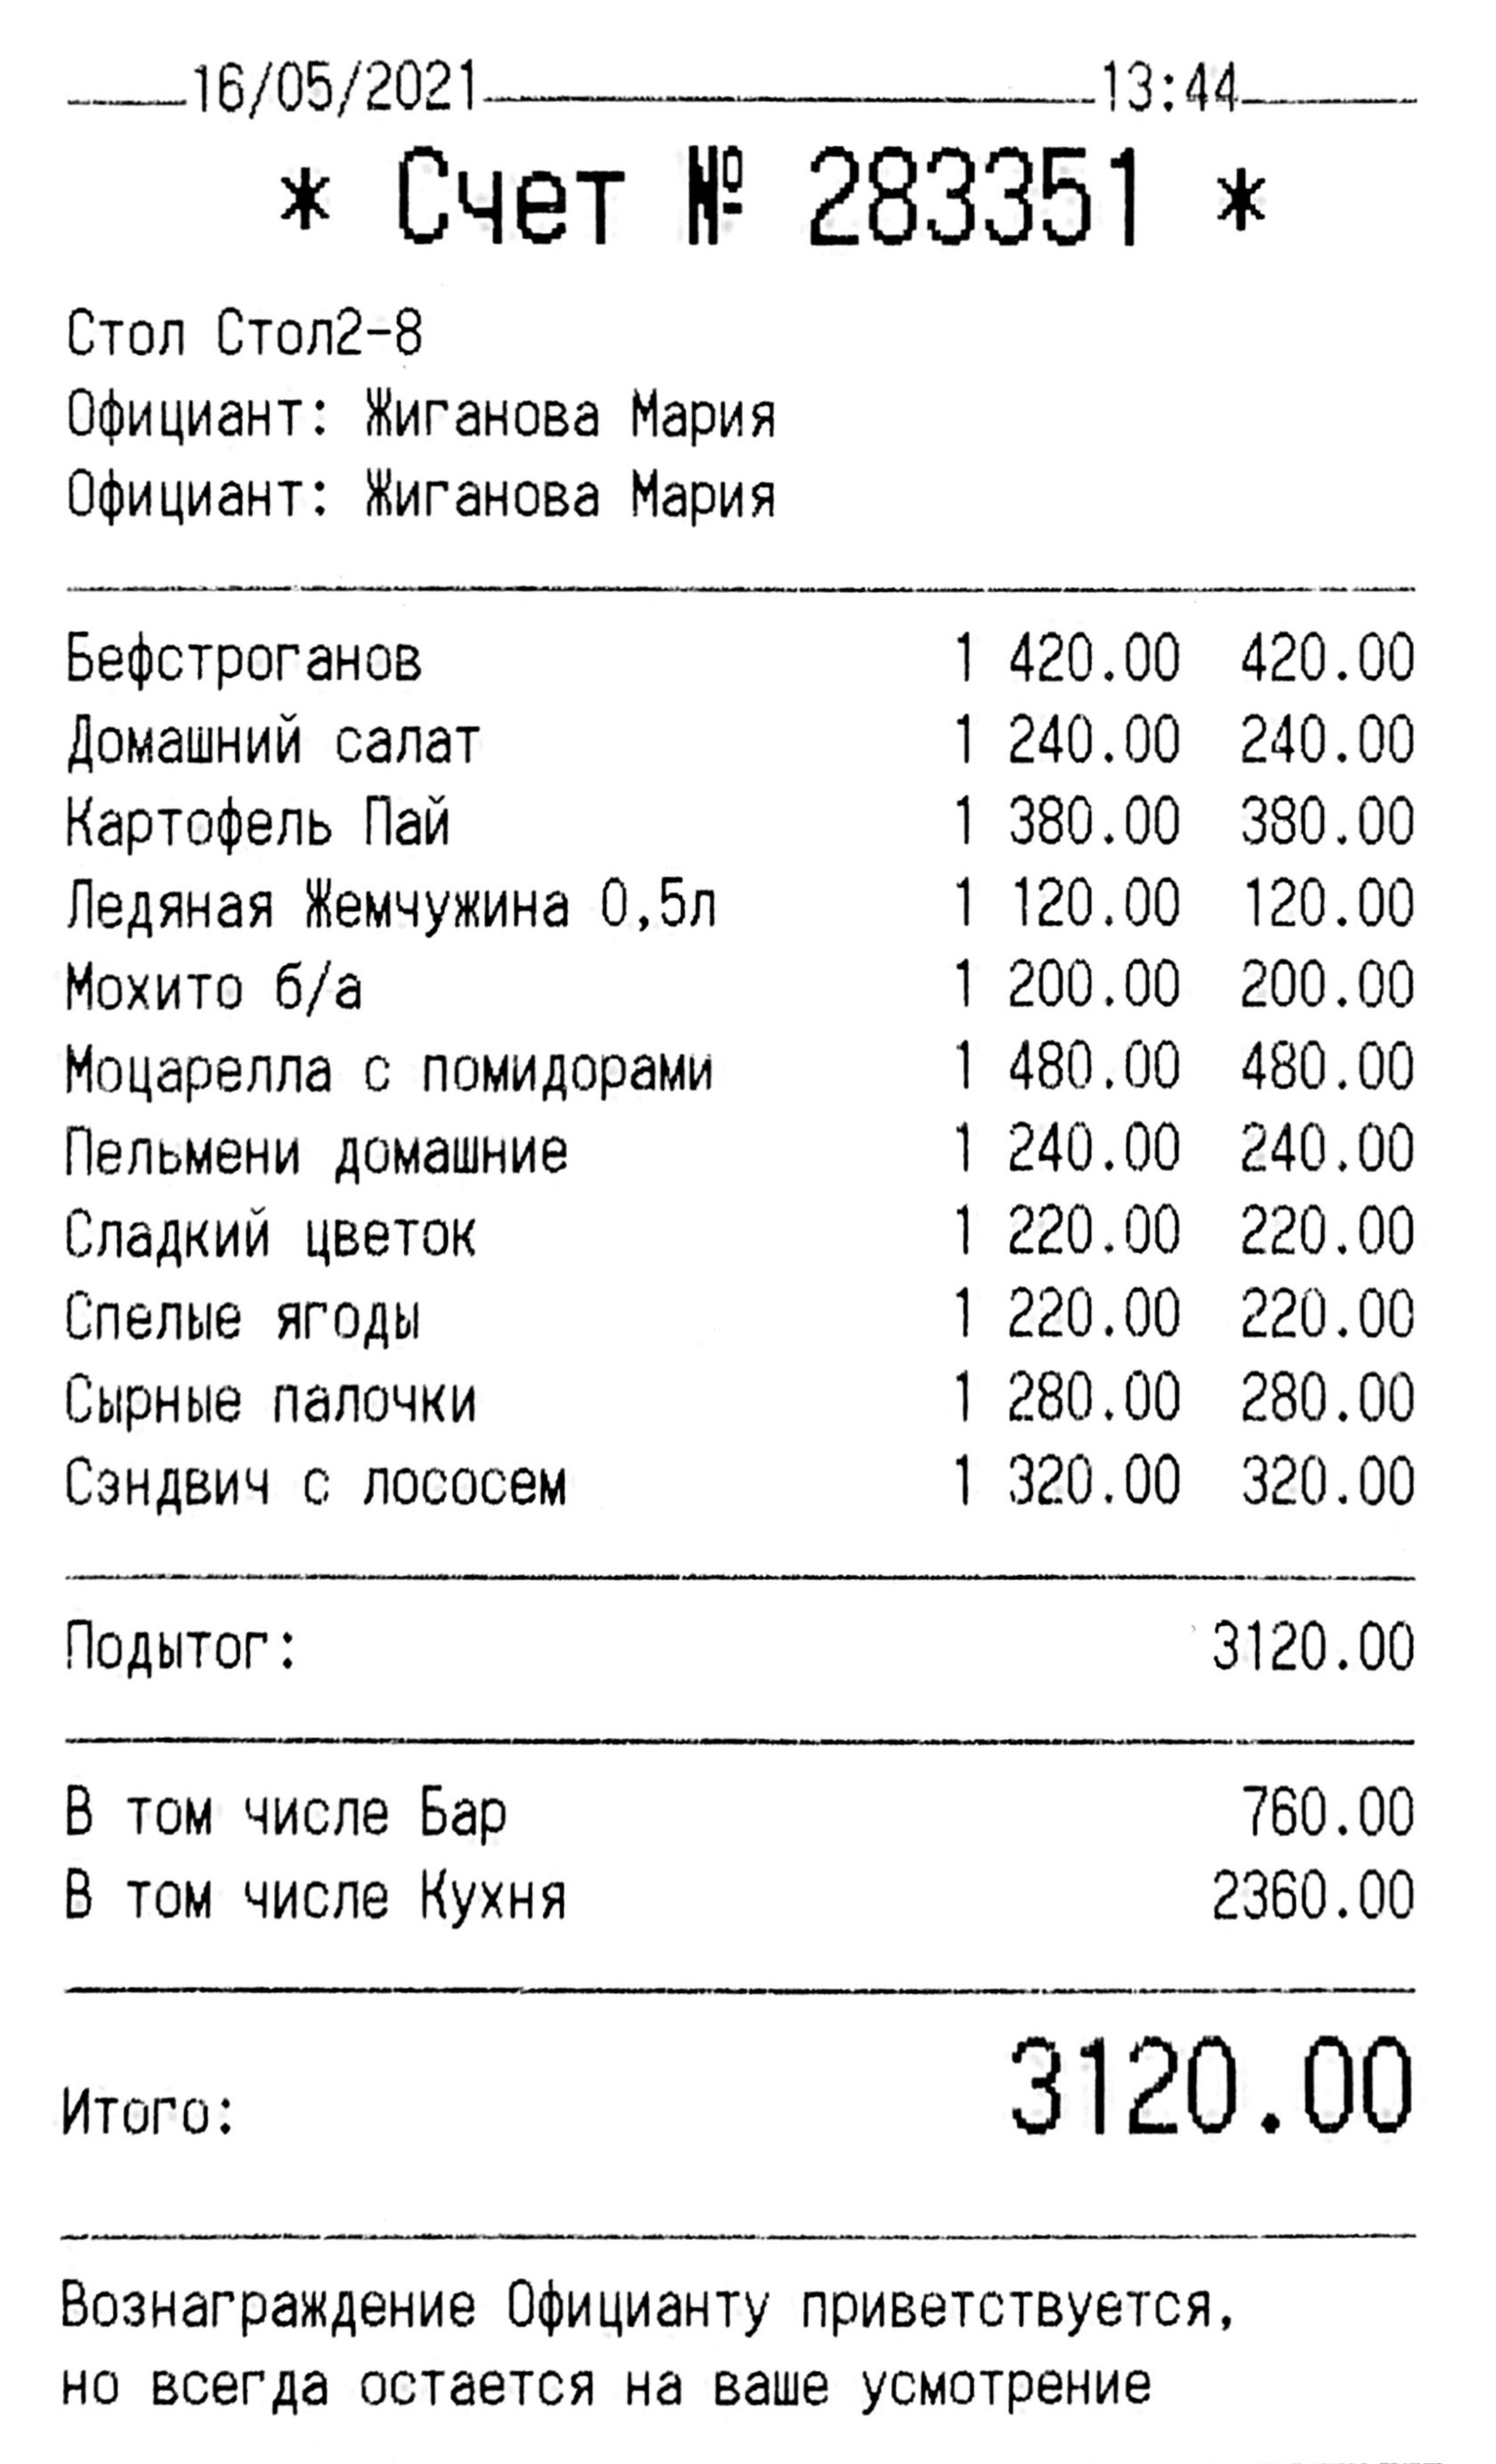 16/05/2021 13:44
* Счет № 283351 *
Стол Стол2-8
Официант: Жиганова Мария
Официант: Жиганова Мария
Бефстроганов 1 420.00 420.00
Домашний салат 1 240.00 240.00
Картофель Пай 1 380.00 380.00
Ледяная Жемчужина 0,5л 1 120.00 120.00
Мохито б/а 1 200.00 200.00
Моцарелла с помидорами 1 480.00 480.00
Пельмени домашние 1 240.00 240.00
Сладкий цветок 1 220.00 220.00
Спелые ягоды 1 220.00 220.00
Сырные палочки 1 280.00 280.00
Сэндвич с лососем 1 320.00 320.00
Подытог: 3120.00
В том числе Бар 760.00
В том числе Кухня 2360.00
Итого: 3120.00
Вознаграждение Официанту приветствуется,
но всегда остается на ваше усмотрение